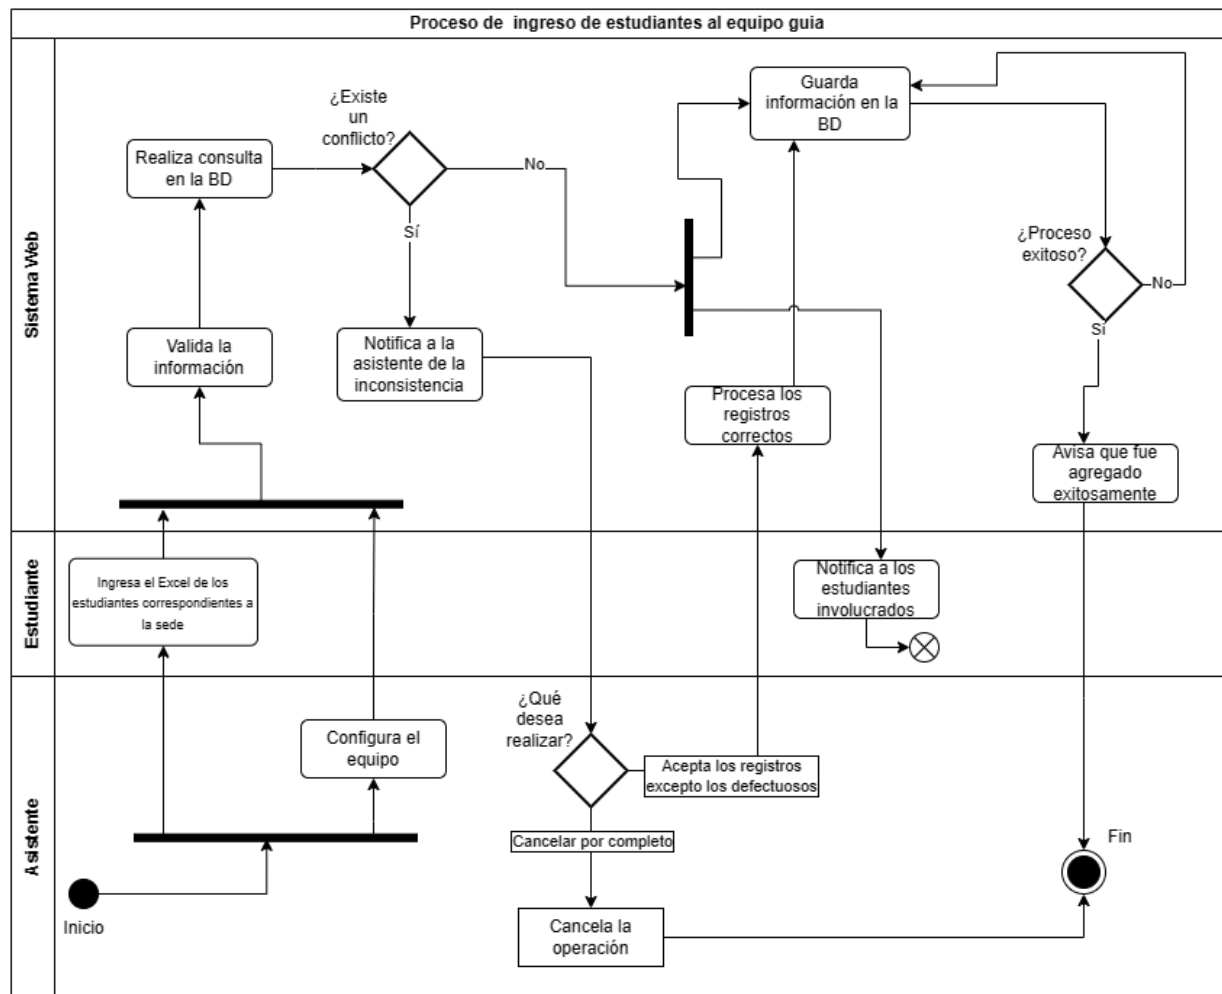 Proceso de  ingreso de estudiantes al equipo guia
Sistema Web
¿Existe
un
conflicto?
Realiza consulta
en la BD
No
Sí
Guarda
información en la
BD
¿Proceso
exitoso?
No
Sí
Valida la
información
Notifica a la
asistente de la
inconsistencia
Procesa los
registros
correctos
Avisa que fue
agregado
exitosamente
Estudiante
Ingresa el Excel de los
estudiantes correspondientes a
la sede
Notifica a los
estudiantes
involucrados
Asistente
Configura el
equipo
¿Qué
desea
realizar?
Acepta los registros
excepto los defectuosos
Cancelar por completo
Cancela la
operación
Inicio
Fin